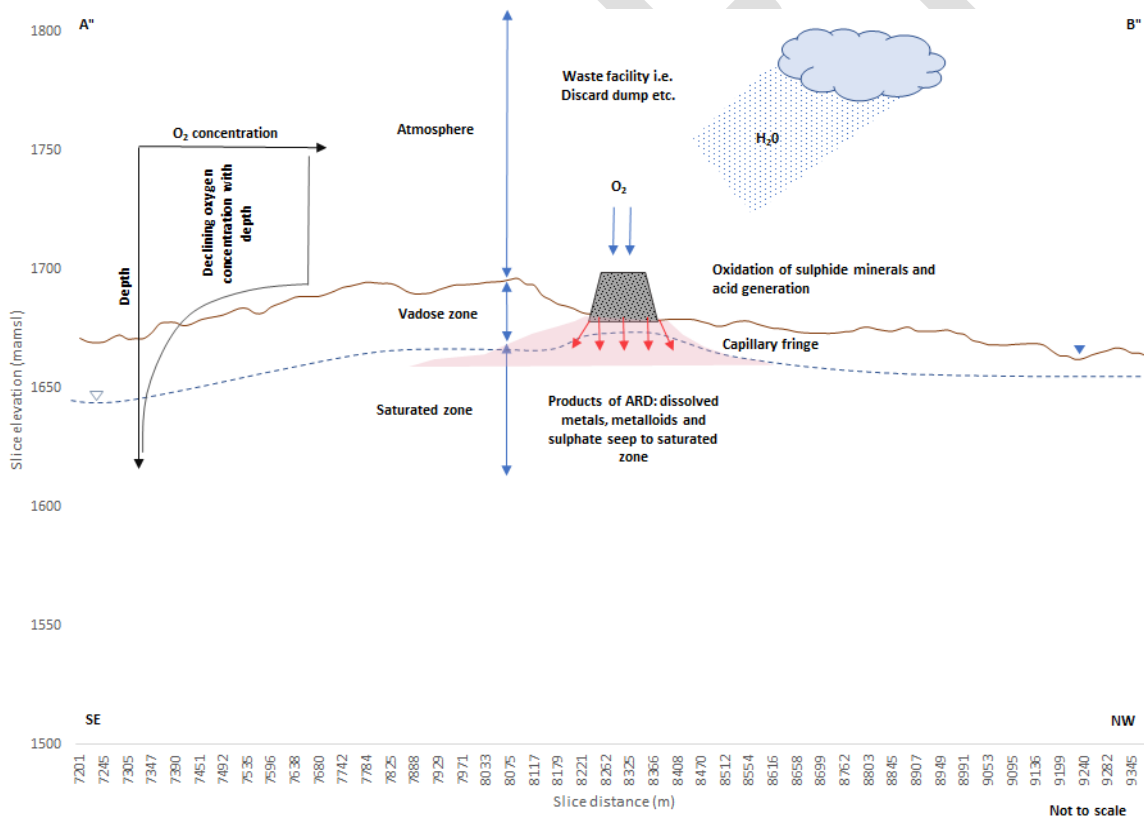 A"
B"
1800
1750
1700
1650
1600
1550
1500
Slice elevation (mamsl)
O₂ concentration
Declining oxygen
concentration with
depth
Depth
Atmosphere
Vadose zone
Saturated zone
Waste facility i.e.
Discard dump etc.
H₂0
O₂
Oxidation of sulphide minerals and
acid generation
Capillary fringe
Products of ARD: dissolved
metals, metalloids and
sulphate seep to saturated
zone
SE
NW
7201
7245
7305
7347
7390
7451
7492
7535
7596
7638
7680
7742
7784
7825
7888
7929
7971
8033
8075
8117
8179
8221
8262
8325
8366
8408
8470
8512
8554
8616
8658
8699
8762
8803
8845
8907
8949
8991
9053
9095
9136
9199
9240
9282
9345
Slice distance (m)
Not to scale